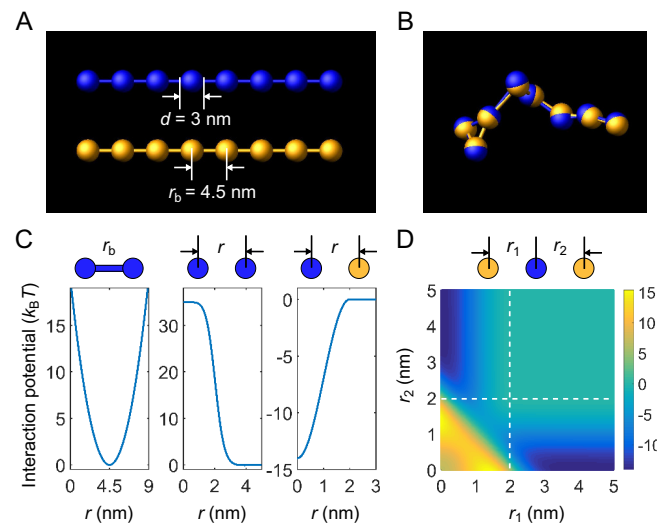 A
d = 3 nm
r_b = 4.5 nm
B
C
r_b
r
r
Interaction potential (k_B T)
15
10
5
0
0 4.5 9
r (nm)
30
20
10
0
0 2 4
r (nm)
0
−5
−10
−15
0 1 2 3
r (nm)
D
r_1 r_2
r_2 (nm)
5
4
3
2
1
0
0 1 2 3 4 5
r_1 (nm)
15
10
5
0
-5
-10